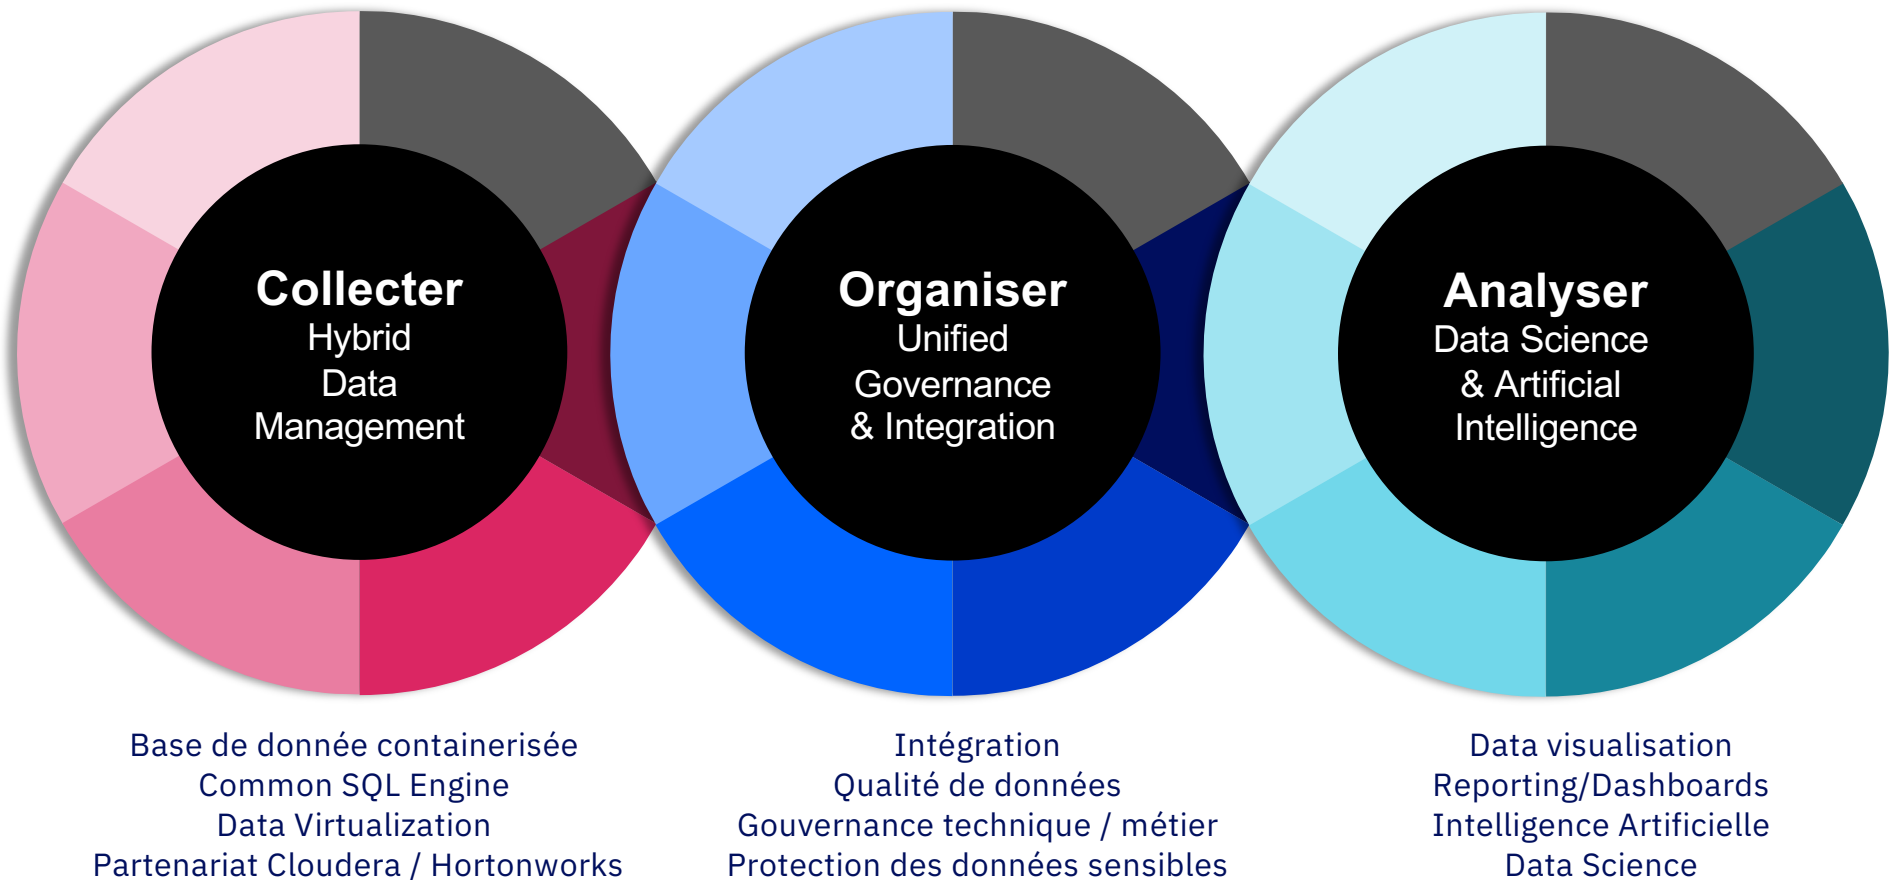 Collecter
Hybrid
Data
Management
Organiser
Unified
Governance
& Integration
Analyser
Data Science
& Artificial
Intelligence
Base de donnée containerisée
Common SQL Engine
Data Virtualization
Partenariat Cloudera / Hortonworks
Intégration
Qualité de données
Gouvernance technique / métier
Protection des données sensibles
Data visualisation
Reporting/Dashboards
Intelligence Artificielle
Data Science